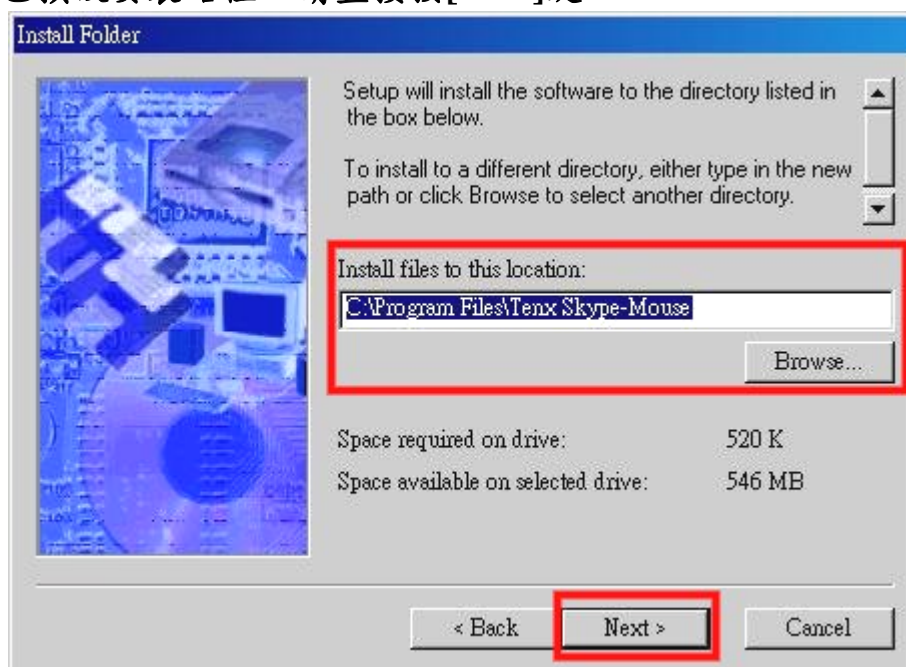 Install Folder
Setup will install the software to the directory listed in
the box below.
To install to a different directory, either type in the new
path or click Browse to select another directory.
Install files to this location:
C:\Program Files\Tenx Skype-Mouse
Browse...
Space required on drive: 520 K
Space available on selected drive: 546 MB
< Back Next > Cancel